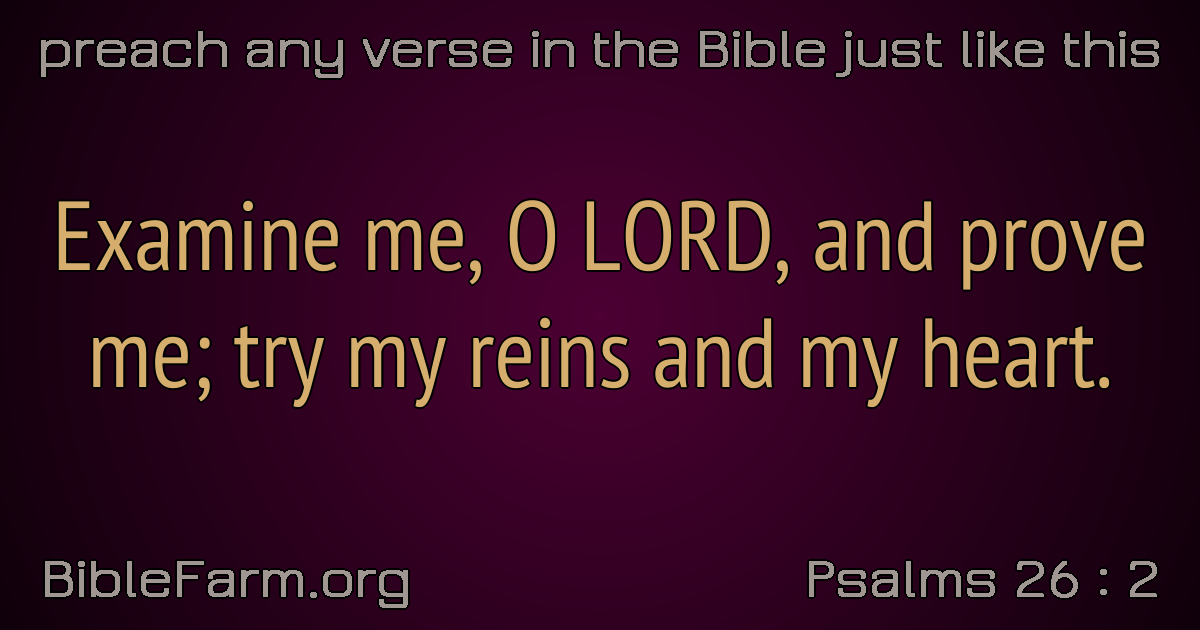 preach any verse in the Bible just like this
Examine me, O LORD, and prove
me; try my reins and my heart.
BibleFarm.org
Psalms 26 : 2